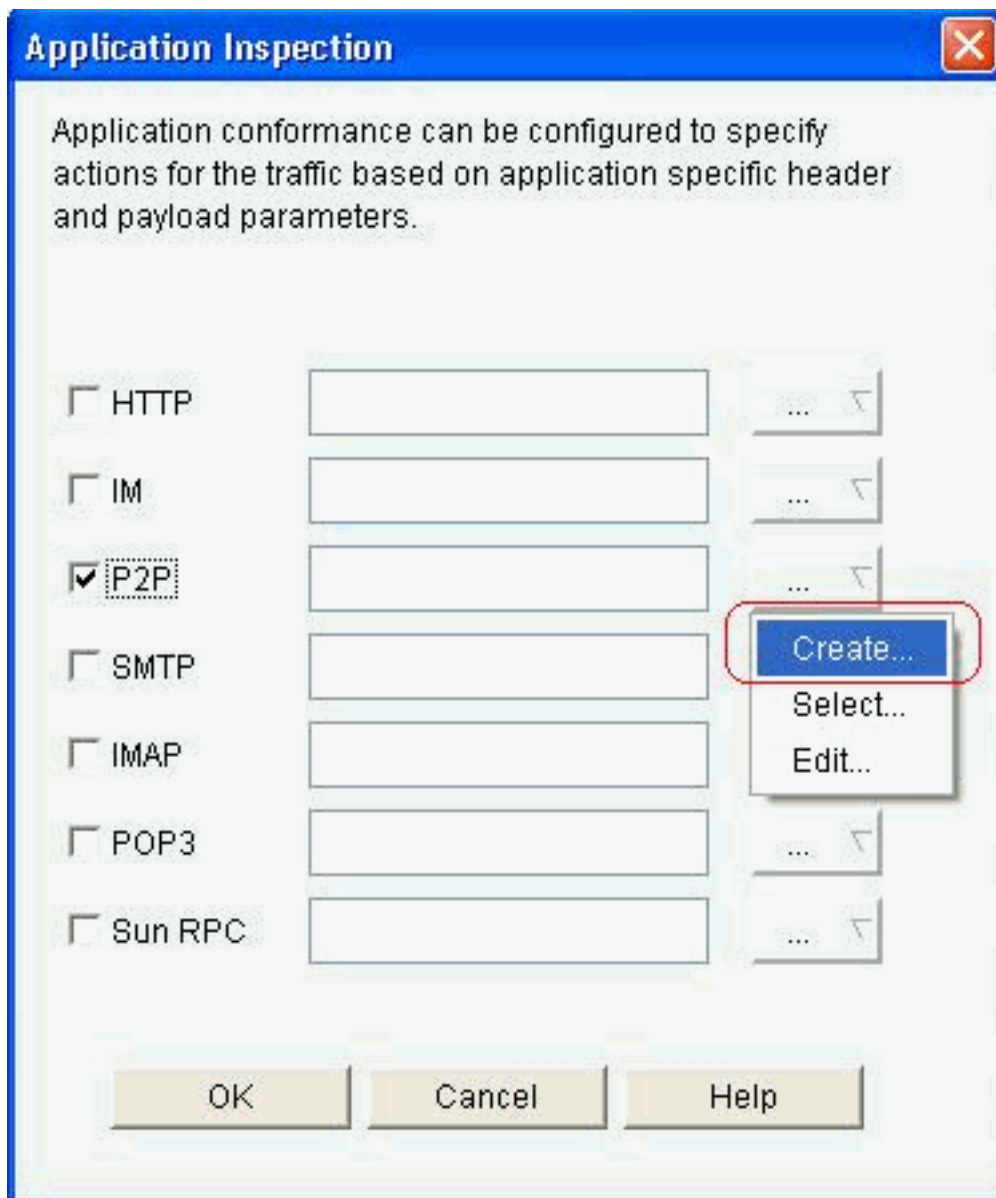 Application Inspection
Application conformance can be configured to specify
actions for the traffic based on application specific header
and payload parameters.
HTTP ...
IM ...
P2P ...
Create...
SMTP
Select...
IMAP
Edit...
POP3 ...
Sun RPC ...
OK Cancel Help